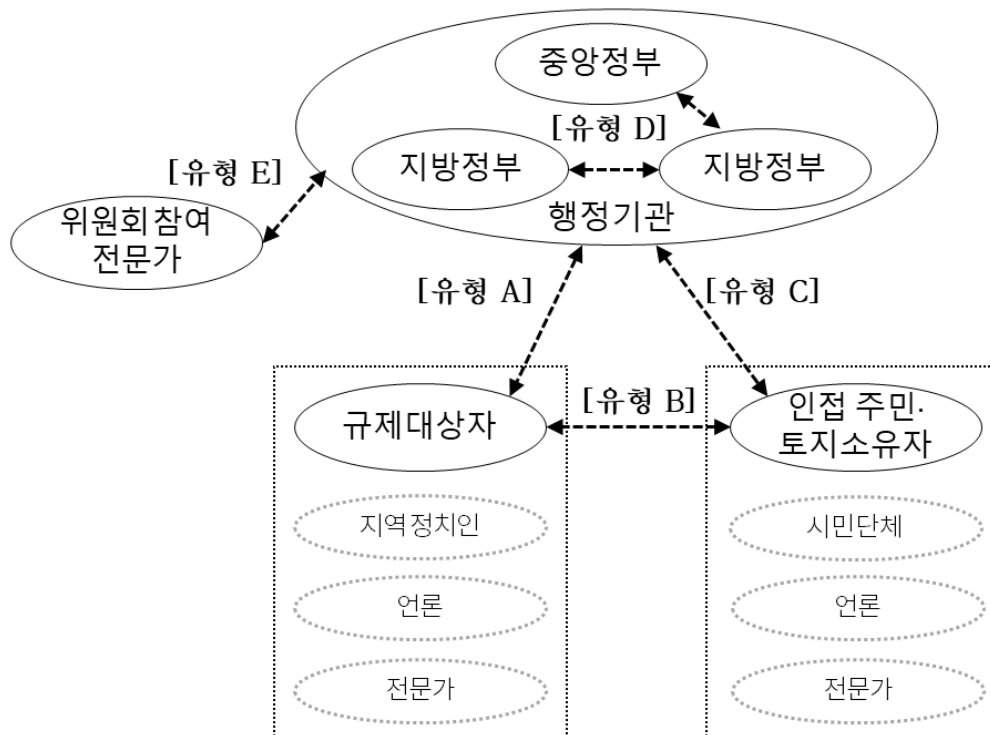 중앙정부
[유형 D]
지방정부
지방정부
행정기관
[유형 E]
위원회 참여
전문가
[유형 A]
[유형 C]
[유형 B]
규제대상자
인접 주민·
토지소유자
지역정치인
시민단체
언론
언론
전문가
전문가